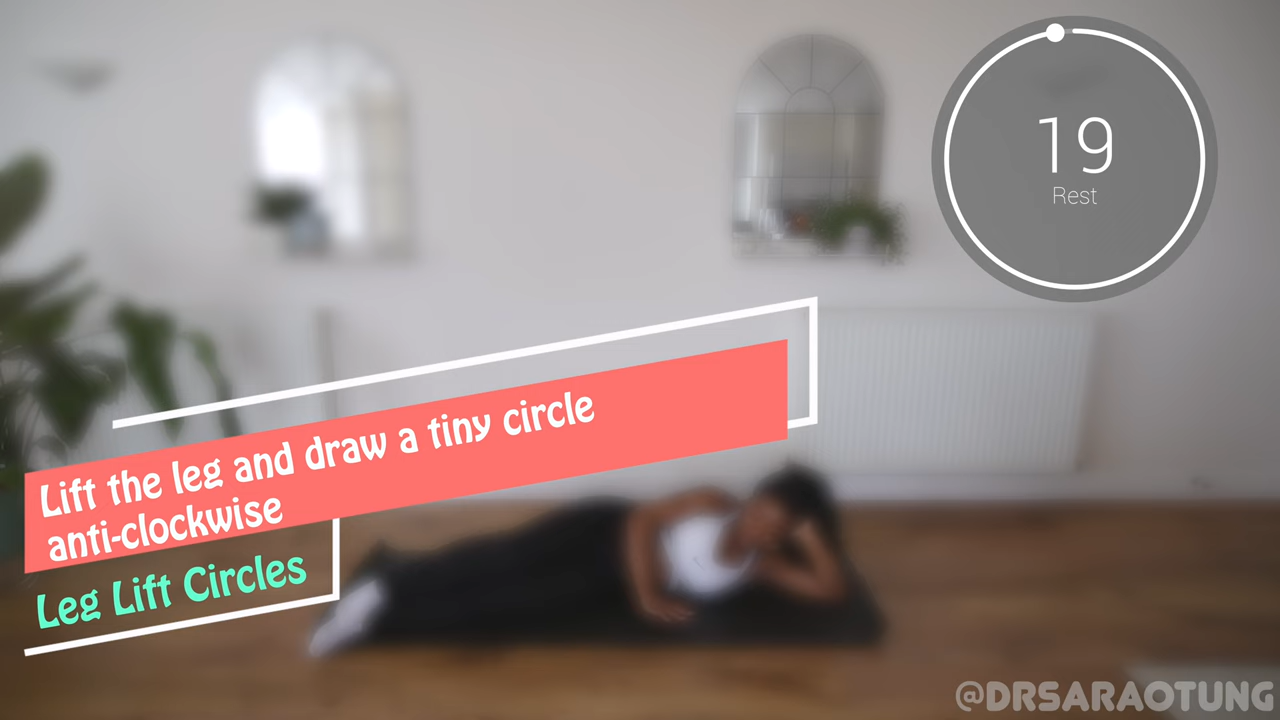 19
Rest
Lift the leg and draw a tiny circle
anti-clockwise
Leg Lift Circles
@DRSARAOTUNG